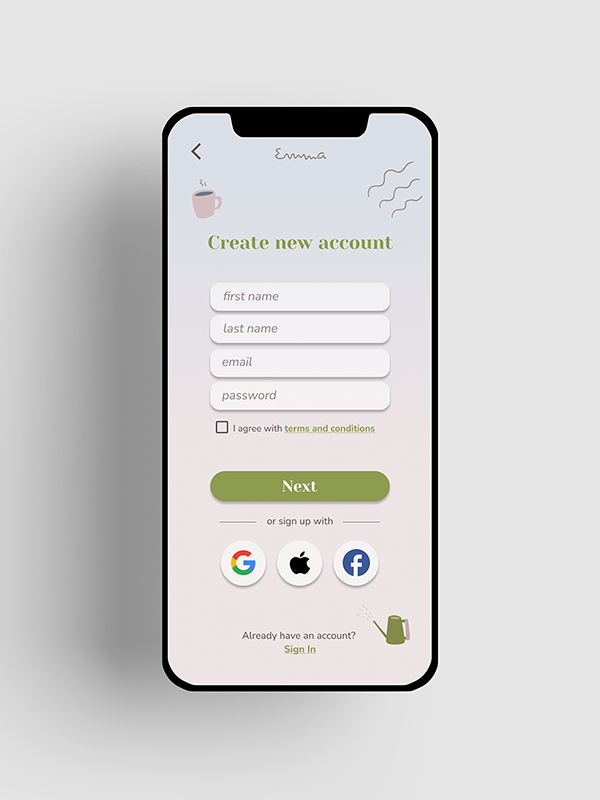 Emma
Create new account
first name
last name
email
password
I agree with terms and conditions
Next
or sign up with
Already have an account?
Sign In